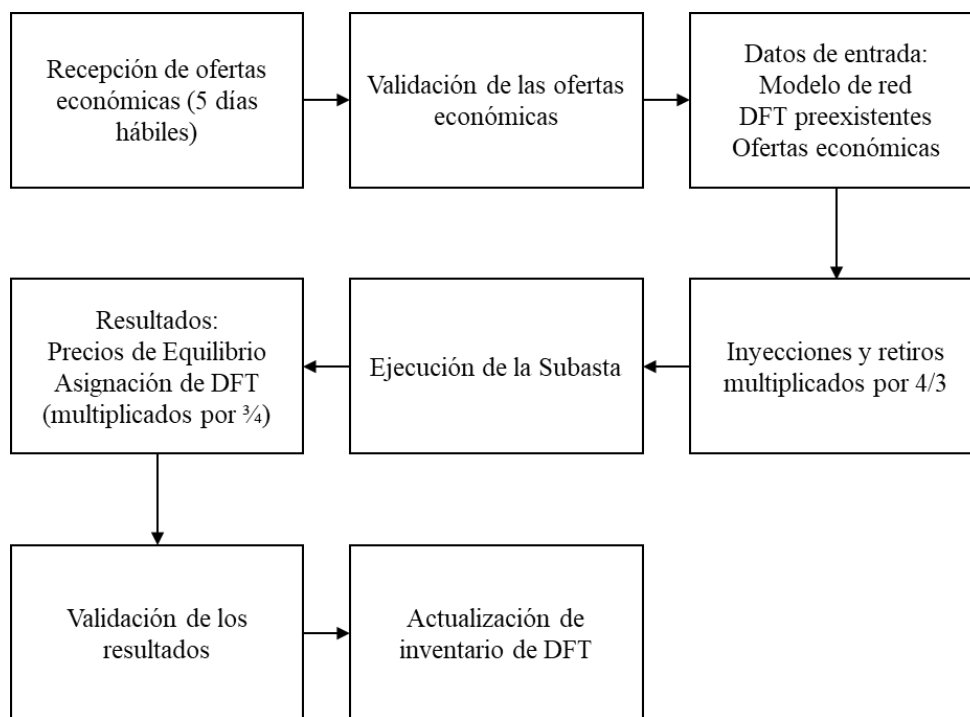 Recepción de ofertas
económicas (5 días
hábiles)
Validación de las ofertas
económicas
Datos de entrada:
Modelo de red
DFT preexistentes
Ofertas económicas
Inyecciones y retiros
multiplicados por 4/3
Ejecución de la Subasta
Resultados:
Precios de Equilibrio
Asignación de DFT
(multiplicados por ¾)
Validación de los
resultados
Actualización de
inventario de DFT